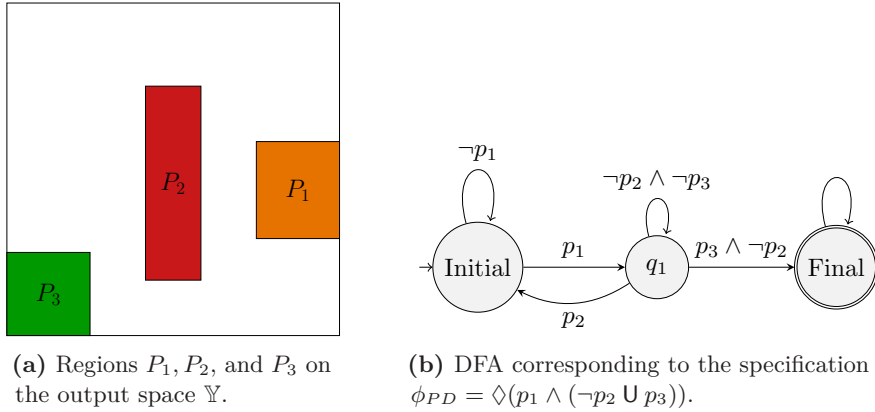 P₂
P₁
P₃
¬p₁
¬p₂ ∧ ¬p₃
Initial
p₁
q₁
p₃ ∧ ¬p₂
Final
p₂
(a) Regions P₁, P₂, and P₃ on
the output space 𝕐.
(b) DFA corresponding to the specification
ϕ_PD = ◊(p₁ ∧ (¬p₂ U p₃)).